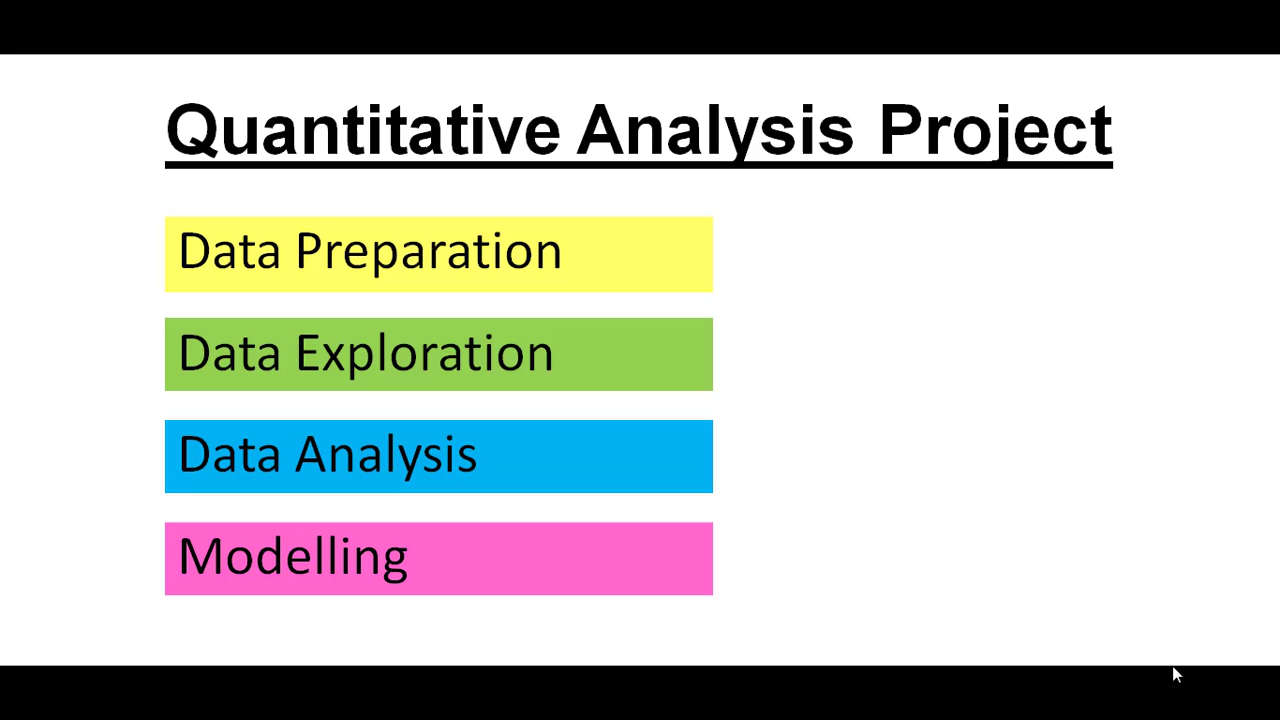 Quantitative Analysis Project
Data Preparation
Data Exploration
Data Analysis
Modelling